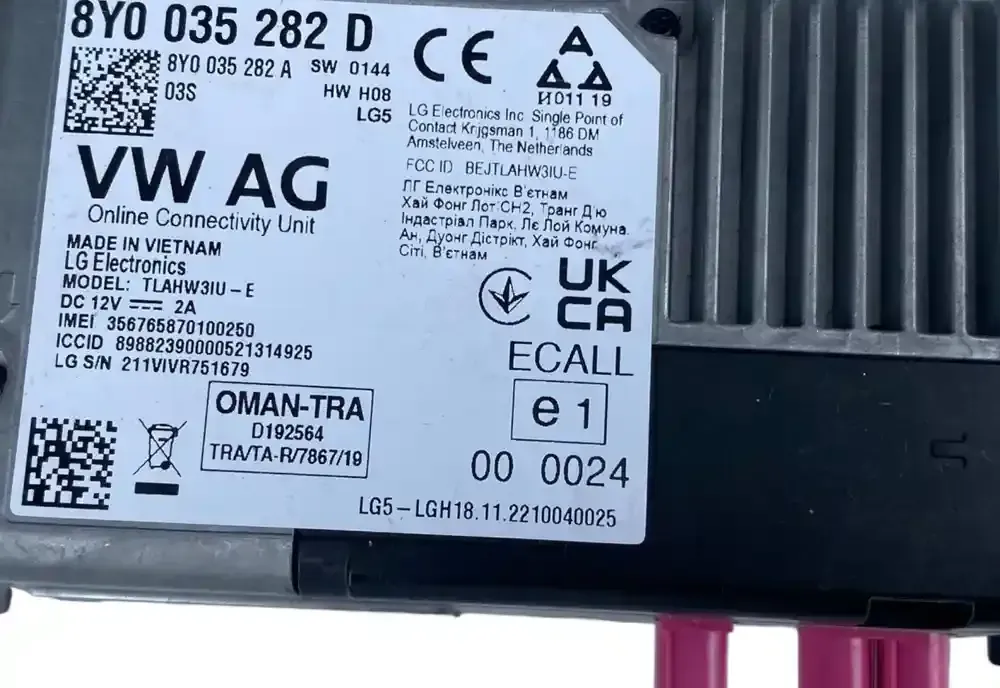 8Y0 035 282 D
8Y0 035 282 A SW 0144
03S HW H08
LG5
VW AG
Online Connectivity Unit
MADE IN VIETNAM
LG Electronics
MODEL: TLAHW3IU-E
DC 12V 2A
IMEI 356765870100250
ICCID 89882390000521314925
LG S/N 211VIVR751679
OMAN-TRA
D192564
TRA/TA-R/7867/19
CE
И011 19
LG Electronics Inc. Single Point of
Contact Krijgsman 1, 1186 DM
Amstelveen, The Netherlands
FCC ID BEJTLAHW3IU-E
ЛГ Електронікс В'єтнам
Хай Фонг Лот CH2, Транг Д'ю
Індастріал Парк, Лє Лой Комуна.
Ан, Дуонг Дістрікт, Хай Фонг
Сіті, В'єтнам
UK
CA
ECALL
e1
00 0024
LG5-LGH18.11.2210040025